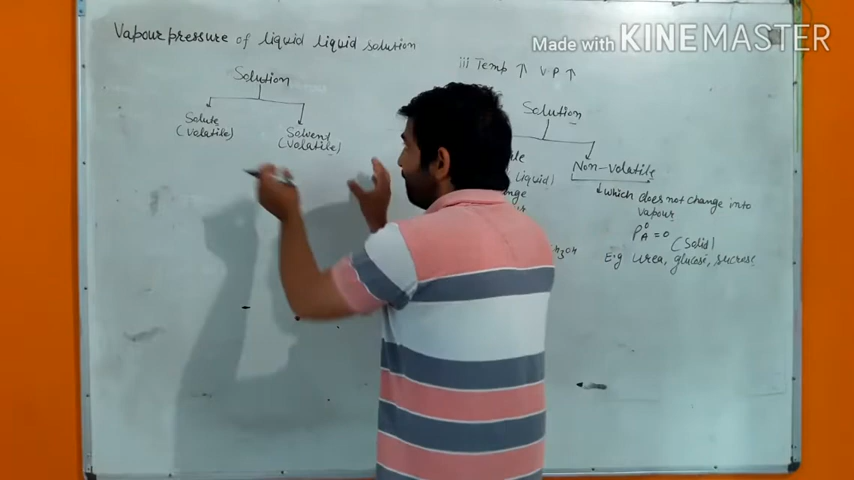 Vapour pressure of liquid liquid solution
Made with KINEMASTER
iii Temp ↑ V P ↑
Solution
Solute
(Volatile)
Solvent
(Volatile)
Solution
Liquid)
Non-Volatile
which does not change into
vapour
P°A = 0
(Solid)
E.g Urea, glucose, sucrose